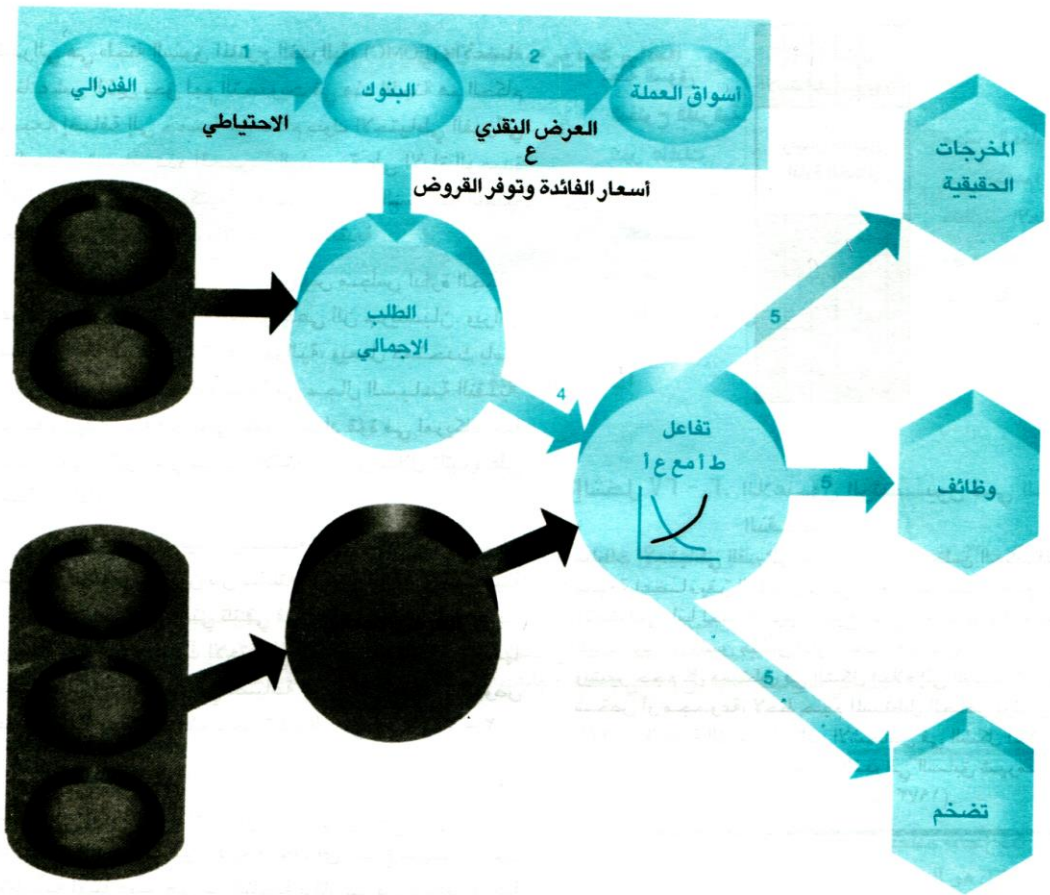 1
2
الفدرالي
البنوك
أسواق العملة
الاحتياطي
العرض النقدي
ع
أسعار الفائدة وتوفر القروض
المخرجات
الحقيقية
الطلب
الاجمالي
4
5
تفاعل
ط أ مع ع أ
5
وظائف
5
تضخم